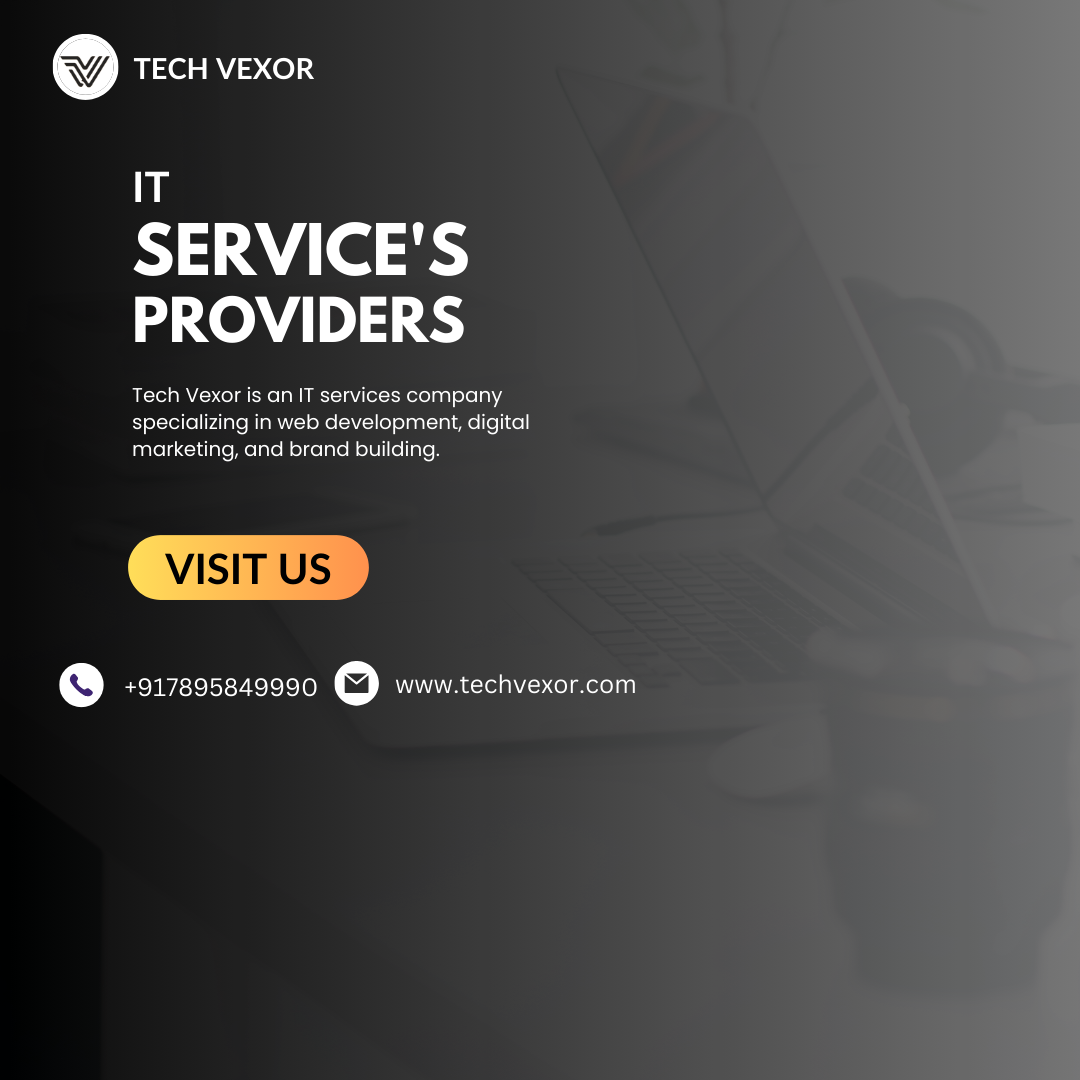 TECH VEXOR
IT
SERVICE'S
PROVIDERS
Tech Vexor is an IT services company
specializing in web development, digital
marketing, and brand building.
VISIT US
+917895849990
www.techvexor.com